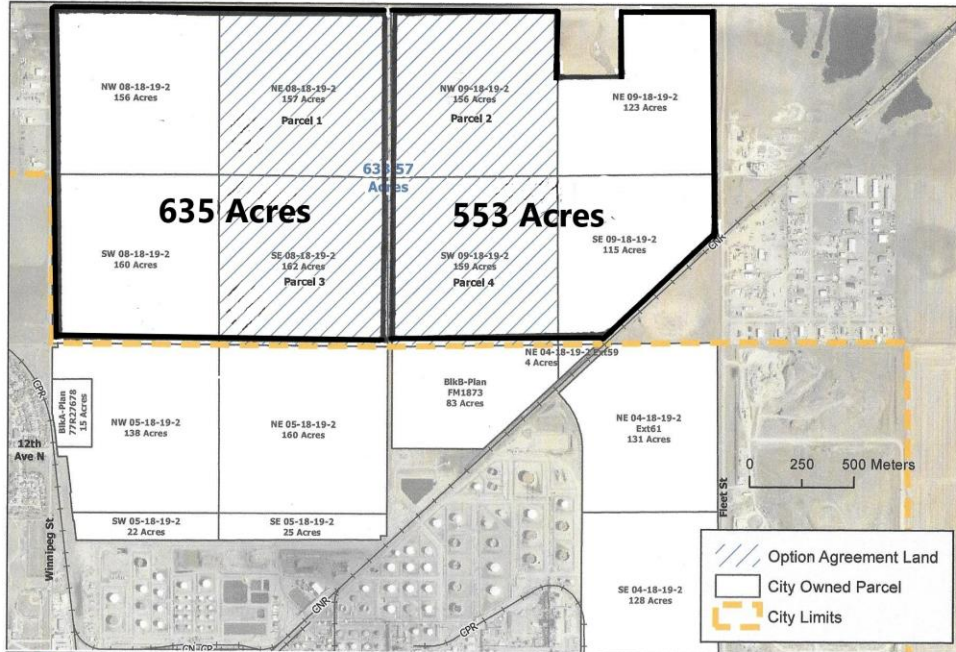 NW 08-18-19-2
156 Acres
NE 08-18-19-2
157 Acres
Parcel 1
NW 09-18-19-2
156 Acres
Parcel 2
NE 09-18-19-2
123 Acres
Acres
635 Acres
553 Acres
SW 08-18-19-2
160 Acres
SE 08-18-19-2
162 Acres
Parcel 3
SW 09-18-19-2
159 Acres
Parcel 4
SE 09-18-19-2
115 Acres
CNR
NE 04-18-19-2
4 Acres
CPR
BlkA-Plan
77R27678
15 Acres
12th
Ave N
NW 05-18-19-2
138 Acres
NE 05-18-19-2
160 Acres
BlkB-Plan
FM1873
83 Acres
NE 04-18-19-2
Ext61
131 Acres
0 250 500 Meters
Fleet St
Winnipeg St
SW 05-18-19-2
22 Acres
SE 05-18-19-2
25 Acres
SE 04-18-19-2
128 Acres
CNR
CPR
Option Agreement Land
City Owned Parcel
City Limits